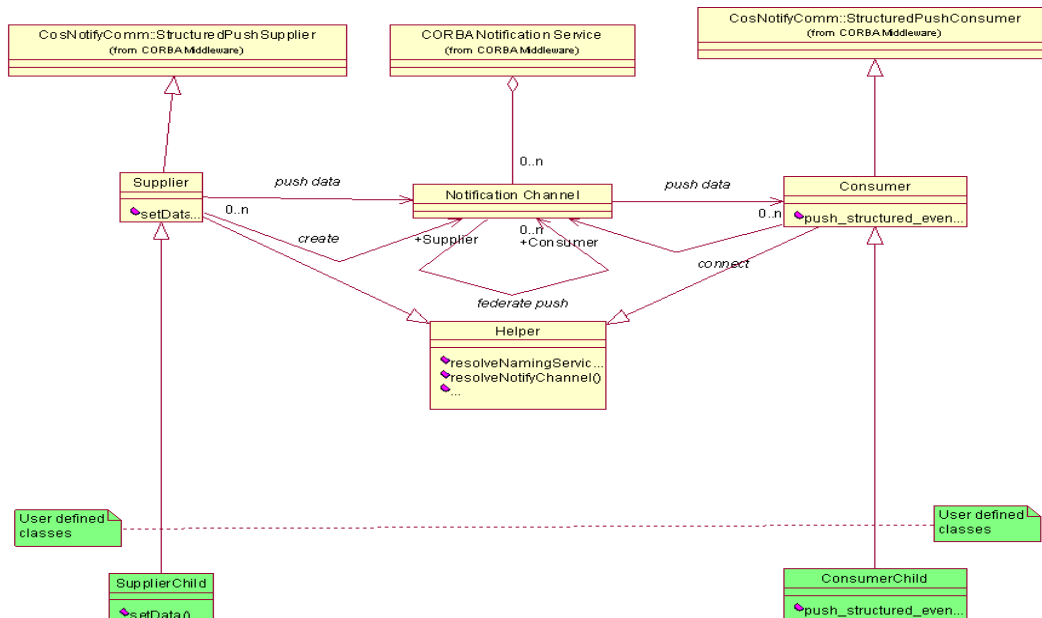 CosNotifyComm::StructuredPushSupplier
(from CORBA Middleware)
CORBA Notification Service
(from CORBA Middleware)
CosNotifyComm::StructuredPushConsumer
(from CORBA Middleware)
0..n
Supplier
setData...
push data
Notification Channel
push data
Consumer
push_structured_even...
0..n
create
+Supplier
0..n
+Consumer
0..n
connect
federate push
Helper
resolveNamingServic...
resolveNotifyChannel()
...
User defined
classes
User defined
classes
SupplierChild
setData()
ConsumerChild
push_structured_even...